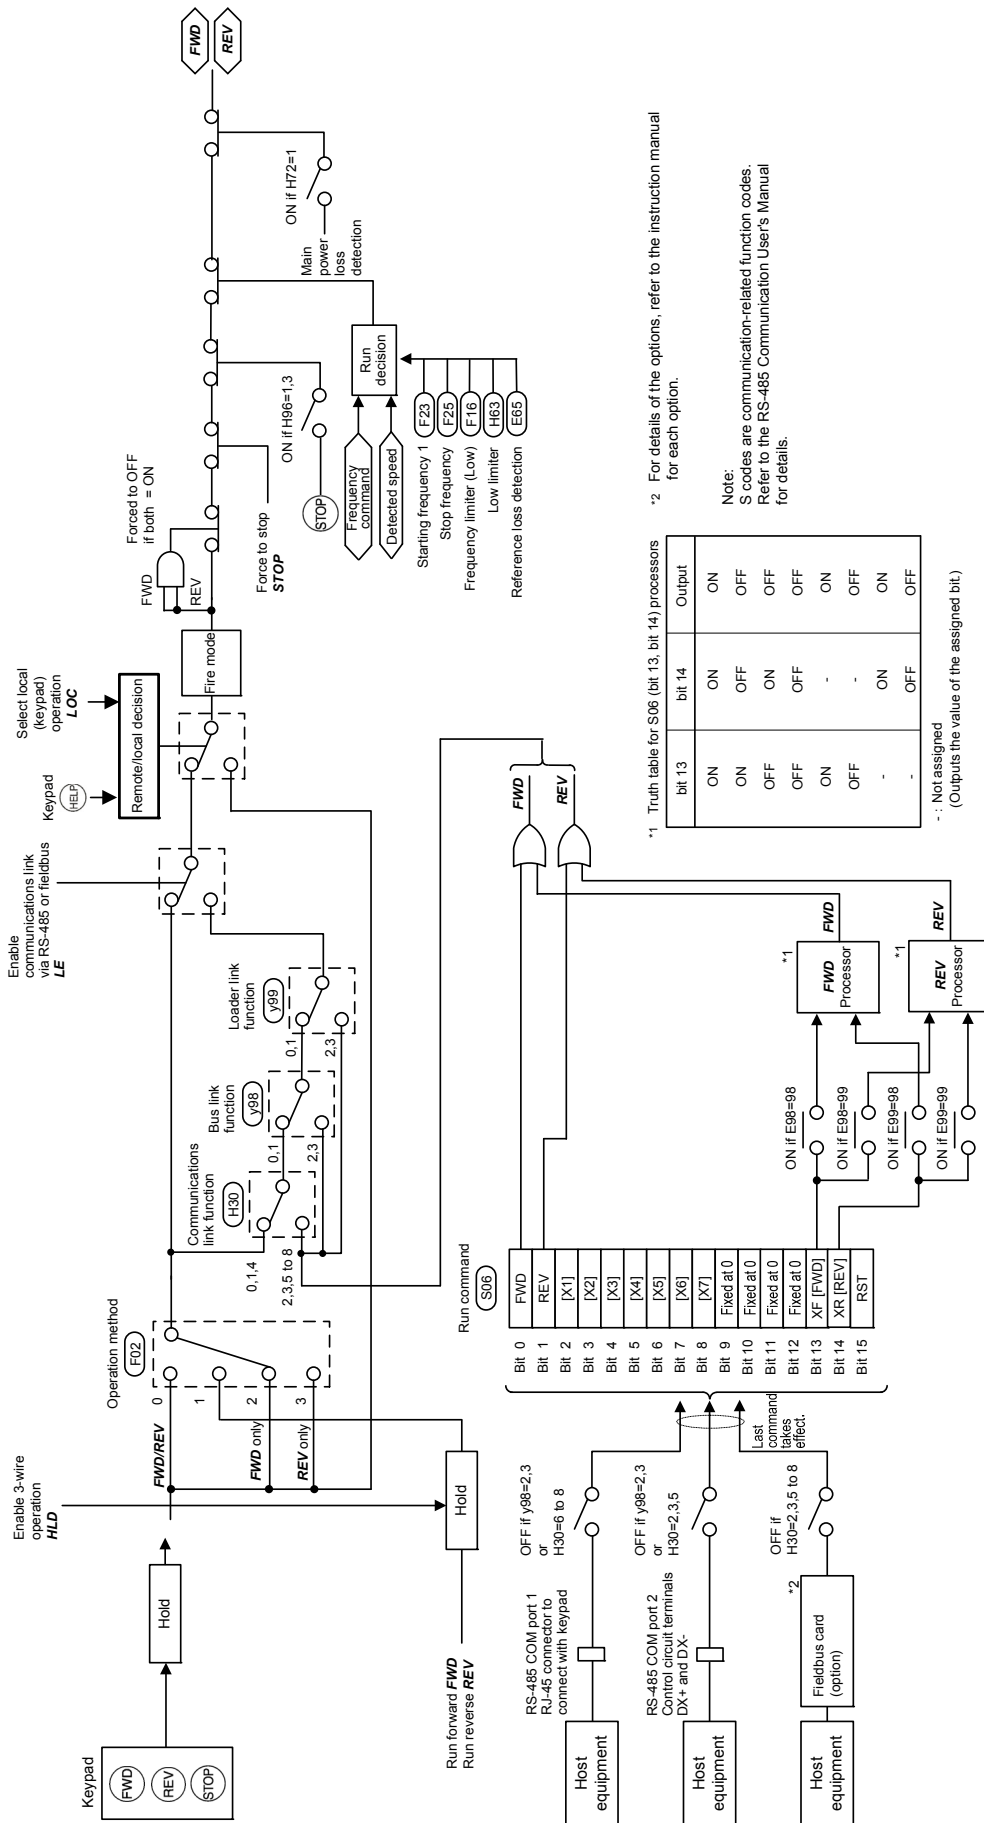 Keypad
FWD
REV
STOP
Hold
Enable 3-wire
operation
HLD
Run forward FWD
Run reverse REV
Hold
FWD/REV
FWD only
REV only
Operation method
F02
0
1
2
3
Communications
link function
H30
0,1,4
2,3,5 to 8
Bus link
function
y98
0,1
2,3
Loader link
function
y99
0,1
2,3
Enable
communications link
via RS-485 or fieldbus
LE
Keypad
HELP
Select local
(keypad)
operation
LOC
Remote/local decision
Fire mode
FWD
REV
Forced to OFF
if both = ON
Force to stop
STOP
STOP
ON if H96=1,3
Frequency
command
Detected speed
Run
decision
Starting frequency 1
F23
Stop frequency
F25
Frequency limiter (Low)
F16
Low limiter
H63
Reference loss detection
E65
Main
power
loss
detection
ON if H72=1
FWD
REV
Host
equipment
RS-485 COM port 1
RJ-45 connector to
connect with keypad
OFF if y98=2,3
or
H30=6 to 8
Host
equipment
RS-485 COM port 2
Control circuit terminals
DX+ and DX-
OFF if y98=2,3
or
H30=2,3,5
Host
equipment
Fieldbus card
(option)
*2
OFF if
H30=2,3,5 to 8
Last
command
takes
effect.
Run command
S06
Bit 0 FWD
Bit 1 REV
Bit 2 [X1]
Bit 3 [X2]
Bit 4 [X3]
Bit 5 [X4]
Bit 6 [X5]
Bit 7 [X6]
Bit 8 [X7]
Bit 9 Fixed at 0
Bit 10 Fixed at 0
Bit 11 Fixed at 0
Bit 12 Fixed at 0
Bit 13 XF [FWD]
Bit 14 XR [REV]
Bit 15 RST
ON if E98=98
ON if E98=99
ON if E99=98
ON if E99=99
*1
FWD
Processor
*1
REV
Processor
FWD
REV
FWD
REV
*1 Truth table for S06 (bit 13, bit 14) processors
bit 13 bit 14 Output
ON ON ON
ON OFF OFF
OFF ON OFF
OFF OFF OFF
ON - ON
OFF - OFF
- ON ON
- OFF OFF
- : Not assigned
(Outputs the value of the assigned bit.)
*2 For details of the options, refer to the instruction manual
for each option.
Note:
S codes are communication-related function codes.
Refer to the RS-485 Communication User's Manual
for details.